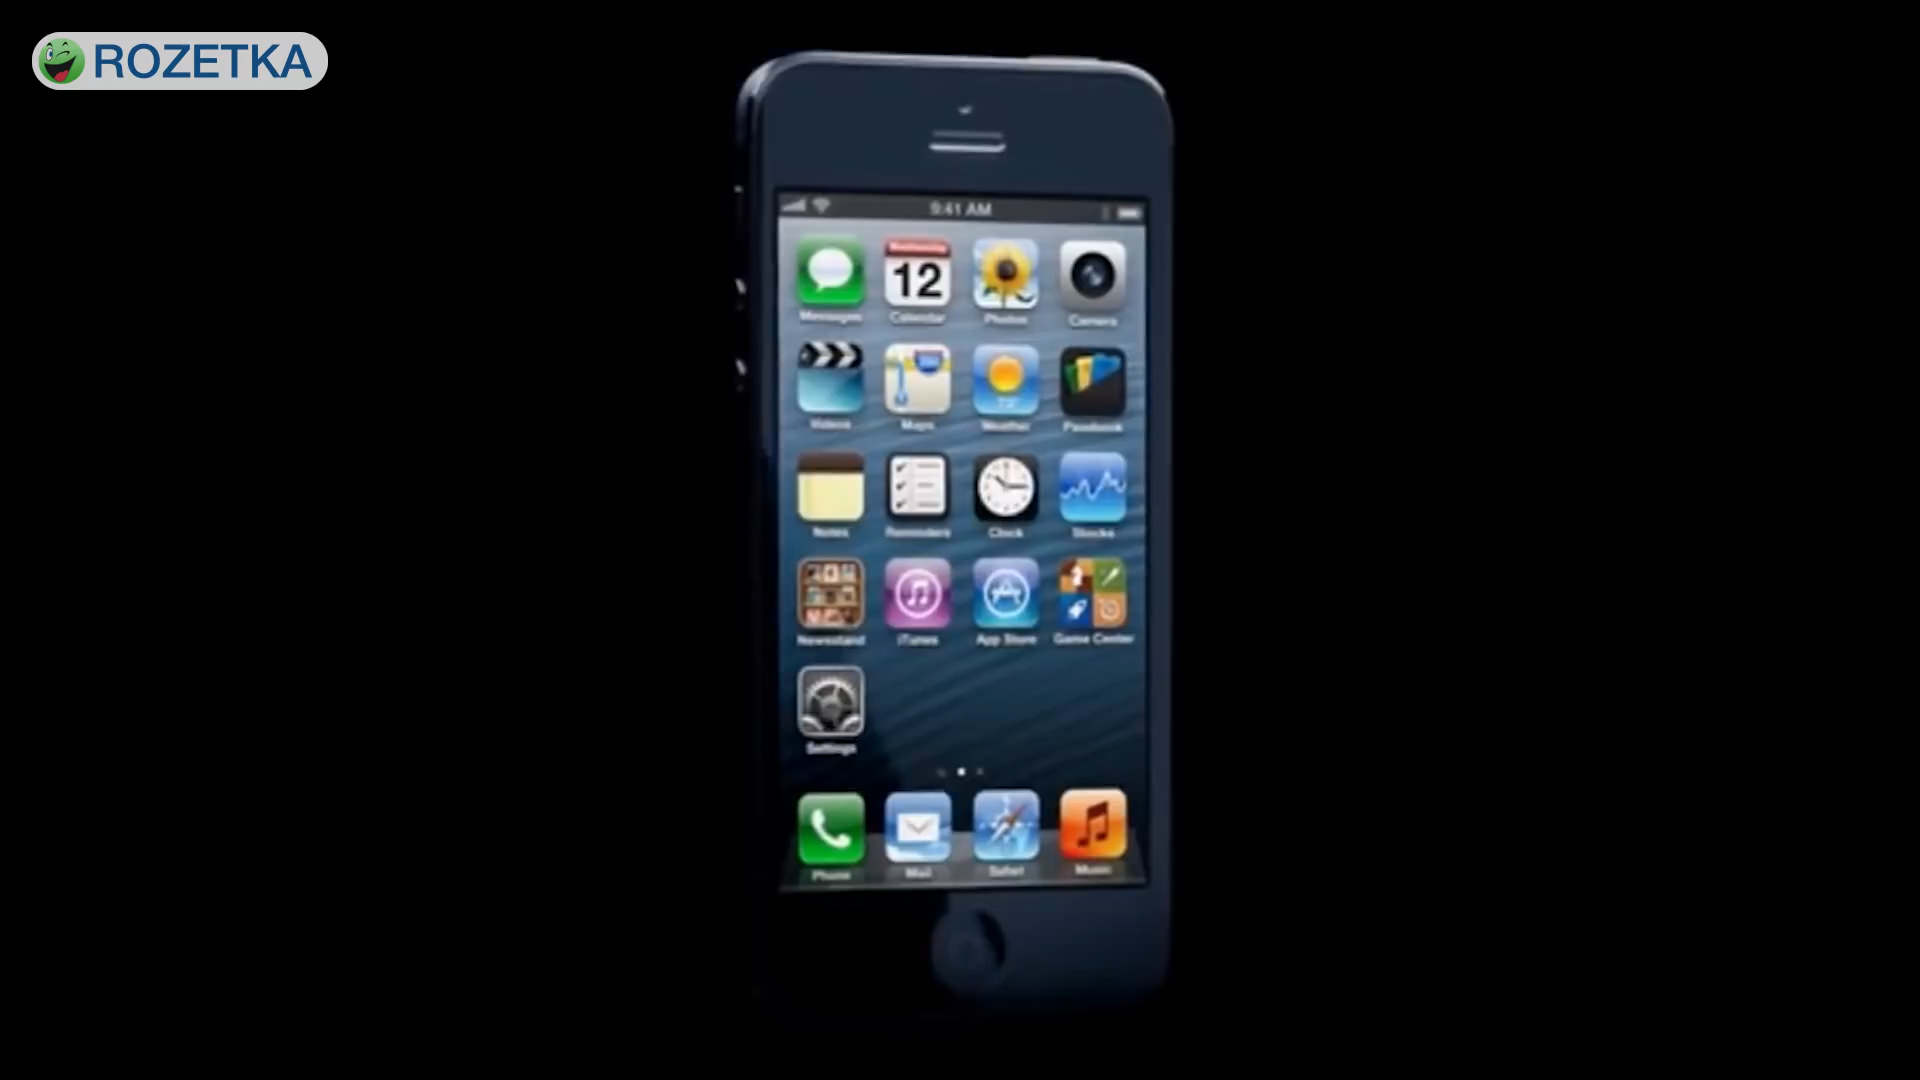 ROZETKA
9:41 AM
Wednesday
12
Messages Calendar Photos Camera
Videos Maps Weather Passbook
Notes Reminders Clock Stocks
Newsstand iTunes App Store Game Center
Settings
Phone Mail Safari Music